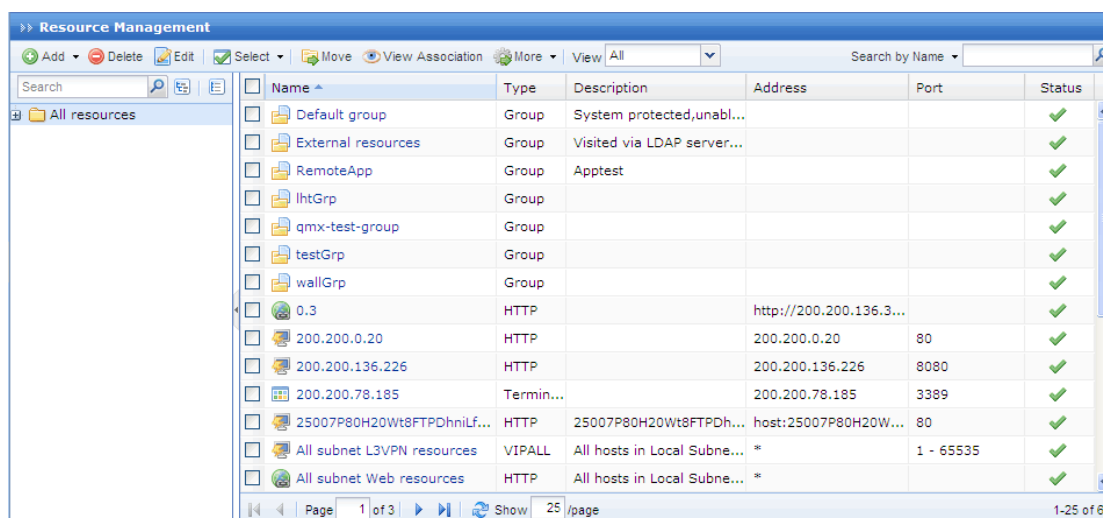 Resource Management
Add Delete Edit Select Move View Association More View All Search by Name
Search Name Type Description Address Port Status
All resources
Default group Group System protected,unabl...
External resources Group Visited via LDAP server...
RemoteApp Group Apptest
lhtGrp Group
qmx-test-group Group
testGrp Group
wallGrp Group
0.3 HTTP http://200.200.136.3...
200.200.0.20 HTTP 200.200.0.20 80
200.200.136.226 HTTP 200.200.136.226 8080
200.200.78.185 Termin... 200.200.78.185 3389
25007P80H20Wt8FTPDhniLf... HTTP 25007P80H20Wt8FTPDh... host:25007P80H20W... 80
All subnet L3VPN resources VIPALL All hosts in Local Subne... * 1 - 65535
All subnet Web resources HTTP All hosts in Local Subne... *
Page 1 of 3 Show 25 /page 1-25 of 6